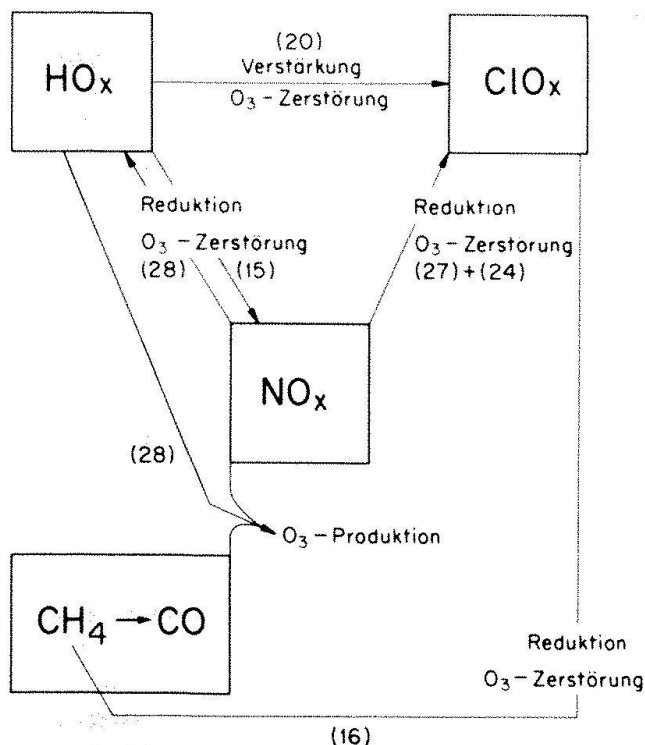 (20)
HOx
Verstärkung
ClOx
O3-Zerstörung
Reduktion
Reduktion
O3-Zerstörung
O3-Zerstörung
(28)
(15)
(27)+(24)
NOx
(28)
O3-Produktion
CH4 → CO
Reduktion
O3-Zerstörung
(16)